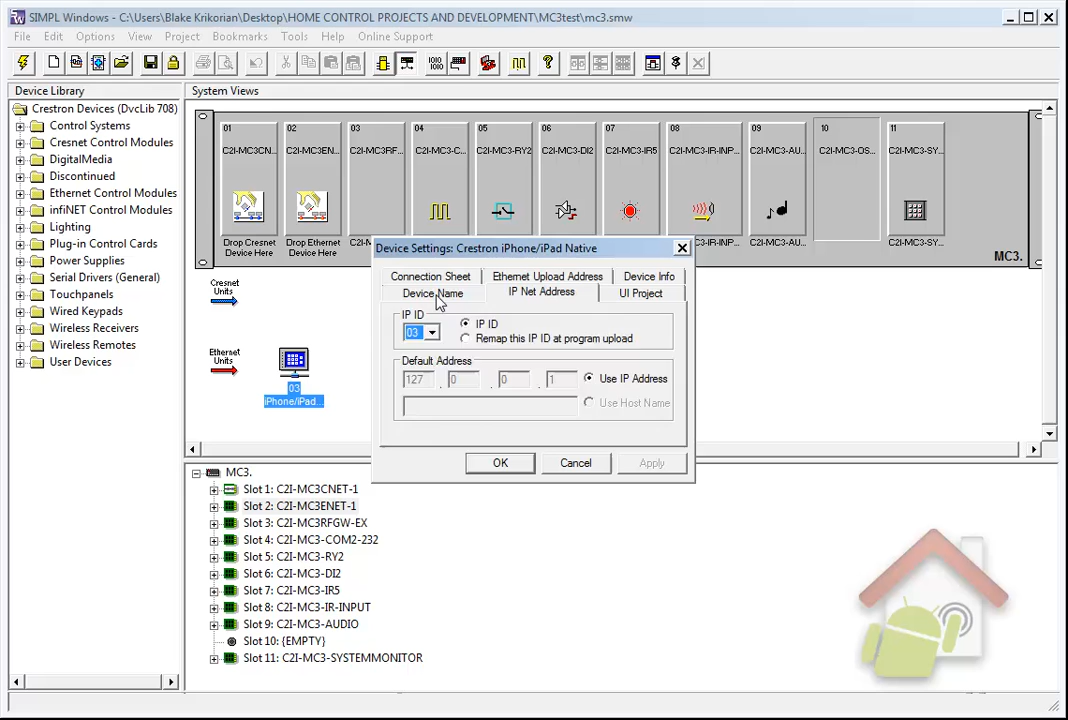 SIMPL Windows - C:\Users\Blake Krikorian\Desktop\HOME CONTROL PROJECTS AND DEVELOPMENT\MC3test\mc3.smw
File Edit Options View Project Bookmarks Tools Help Online Support
Device Library
System Views
Crestron Devices (DvcLib 708)
Control Systems
Cresnet Control Modules
DigitalMedia
Discontinued
Ethernet Control Modules
infiNET Control Modules
Lighting
Plug-in Control Cards
Power Supplies
Serial Drivers (General)
Touchpanels
Wired Keypads
Wireless Receivers
Wireless Remotes
User Devices
01 02 03 04 05 06 07 08 09 10 11
C2I-MC3CN... C2I-MC3EN... C2I-MC3RF... C2I-MC3-C... C2I-MC3-RY2 C2I-MC3-DI2 C2I-MC3-IR5 C2I-MC3-IR-INP... C2I-MC3-AU... C2I-MC3-OS... C2I-MC3-SY...
Drop Cresnet Device Here
Drop Ethernet Device Here
MC3.
Cresnet Units
Ethernet Units
03
iPhone/iPad...
Device Settings: Crestron iPhone/iPad Native
Connection Sheet Ethernet Upload Address Device Info
Device Name IP Net Address UI Project
IP ID
03
IP ID
Remap this IP ID at program upload
Default Address
127 . 0 . 0 . 1
Use IP Address
Use Host Name
OK Cancel Apply
MC3.
Slot 1: C2I-MC3CNET-1
Slot 2: C2I-MC3ENET-1
Slot 3: C2I-MC3RFGW-EX
Slot 4: C2I-MC3-COM2-232
Slot 5: C2I-MC3-RY2
Slot 6: C2I-MC3-DI2
Slot 7: C2I-MC3-IR5
Slot 8: C2I-MC3-IR-INPUT
Slot 9: C2I-MC3-AUDIO
Slot 10: {EMPTY}
Slot 11: C2I-MC3-SYSTEMMONITOR